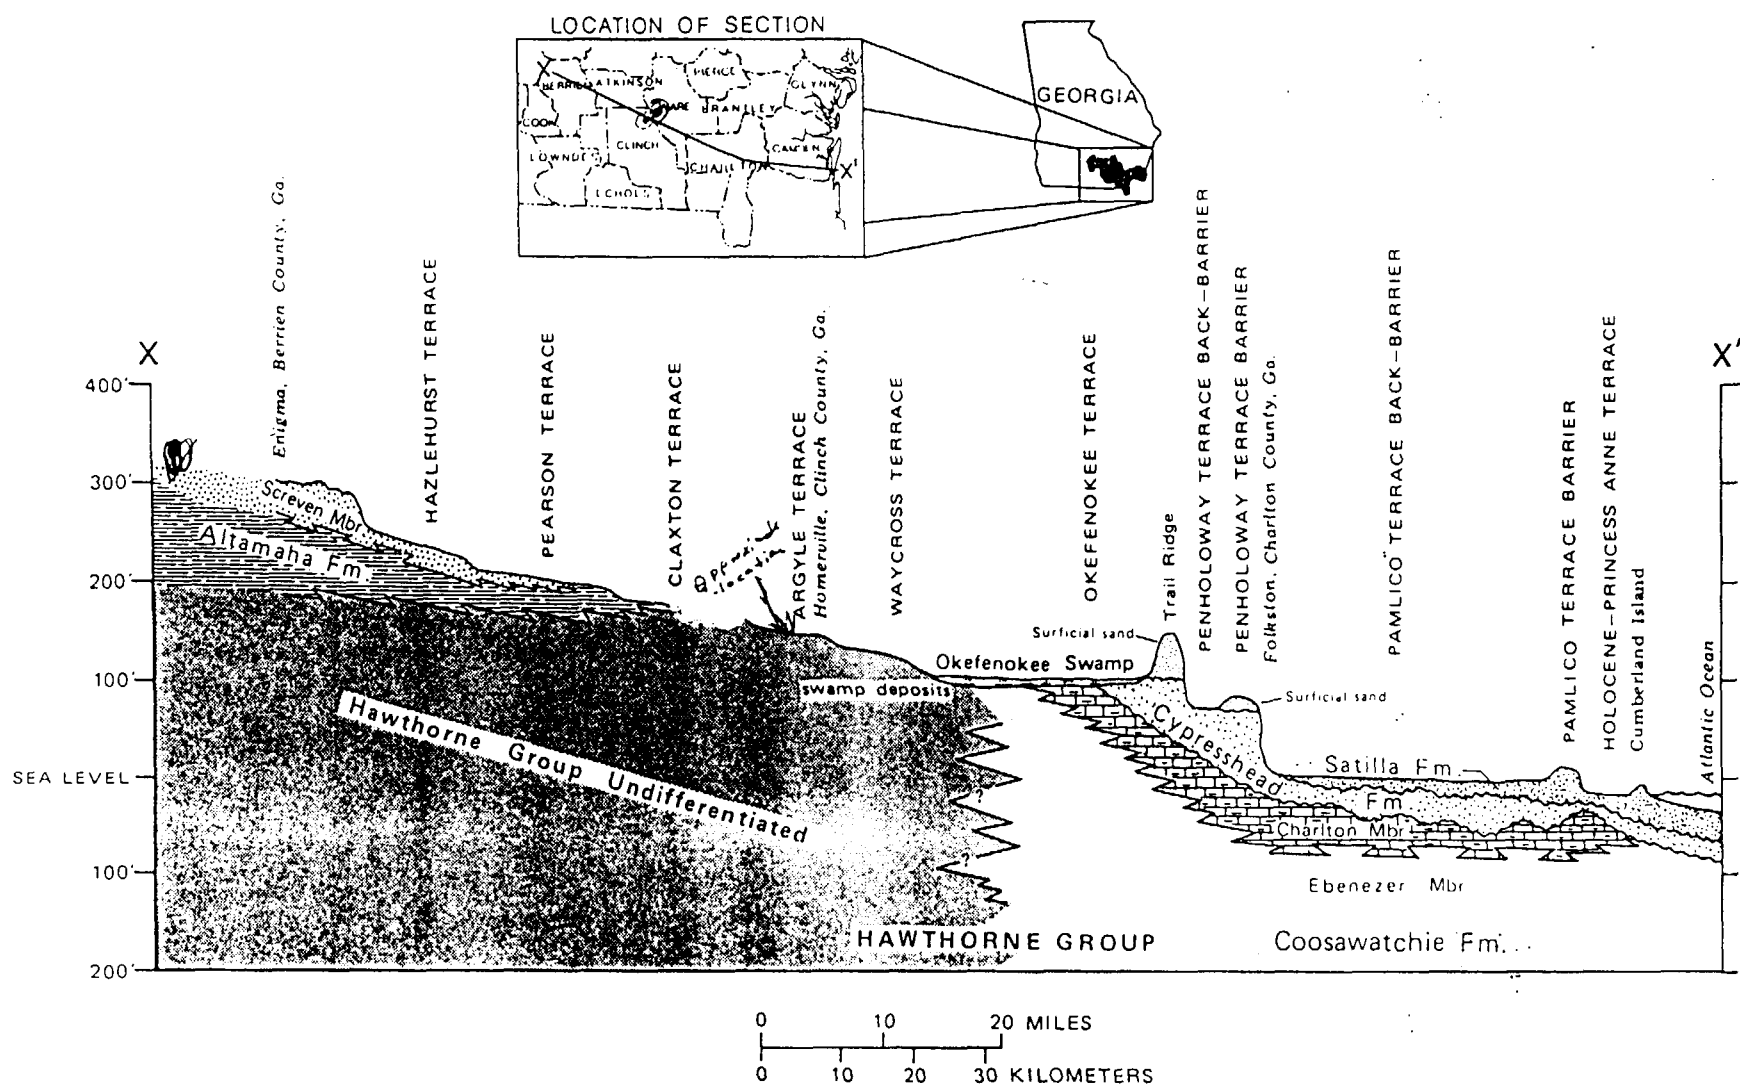 LOCATION OF SECTION
X
BERRIEN
ATKINSON
PIERCE
GLYNN
COOK
WARE
BRANTLEY
LOWNDES
CLINCH
CAMDEN
CHARLTON
X'
ECHOLS
GEORGIA
X
X'
Enigma, Berrien County, Ga.
HAZLEHURST TERRACE
PEARSON TERRACE
CLAXTON TERRACE
ARGYLE TERRACE
Homerville, Clinch County, Ga.
WAYCROSS TERRACE
OKEFENOKEE TERRACE
Trail Ridge
PENHOLOWAY TERRACE BACK-BARRIER
PENHOLOWAY TERRACE BARRIER
Folkston, Charlton County, Ga.
PAMLICO TERRACE BACK-BARRIER
PAMLICO TERRACE BARRIER
HOLOCENE-PRINCESS ANNE TERRACE
Cumberland Island
Atlantic Ocean
400'
300'
200'
100'
SEA LEVEL
100'
200'
Screven Mbr
Altamaha Fm.
approx.
location
Surficial sand
Okefenokee Swamp
swamp deposits
Surficial sand
Hawthorne Group Undifferentiated
Cypresshead
Fm
Satilla Fm.
?
Charlton Mbr
?
Ebenezer Mbr
HAWTHORNE GROUP
Coosawatchie Fm.
0 10 20 MILES
0 10 20 30 KILOMETERS